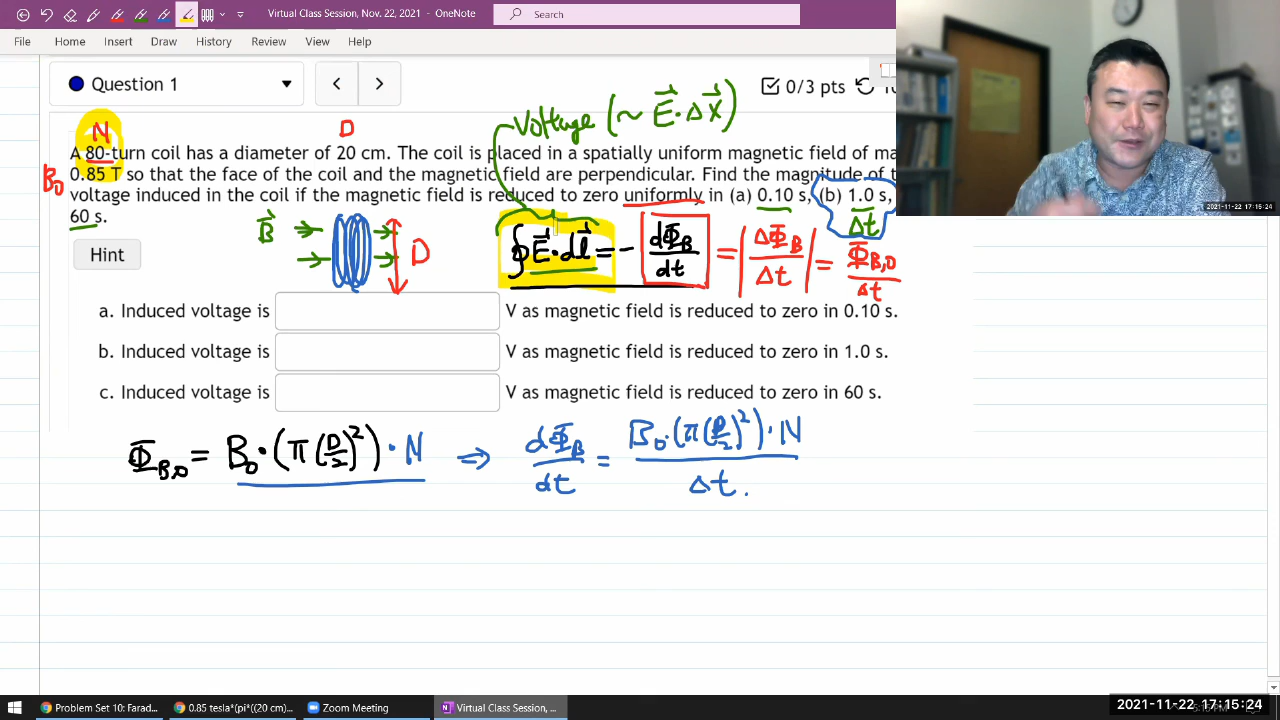 Virtual Class Session, Nov. 22, 2021 - OneNote
Search
File Home Insert Draw History Review View Help
Question 1
0/3 pts
Voltage (~ E⃗·Δx⃗)
N
D
A 80-turn coil has a diameter of 20 cm. The coil is placed in a spatially uniform magnetic field of
B₀
0.85 T so that the face of the coil and the magnetic field are perpendicular. Find the magnitude of
voltage induced in the coil if the magnetic field is reduced to zero uniformly in (a) 0.10 s, (b) 1.0 s,
60 s.
Δt
B⃗
D
∮E⃗·dl⃗ = - dΦ_B/dt = |ΔΦ_B/Δt| = Φ_B,0/Δt
Hint
a. Induced voltage is V as magnetic field is reduced to zero in 0.10 s.
b. Induced voltage is V as magnetic field is reduced to zero in 1.0 s.
c. Induced voltage is V as magnetic field is reduced to zero in 60 s.
Φ_B,0 = B₀·(π(D/2)²)·N ⇒ dΦ_B/dt = B₀·(π(D/2)²)·N/Δt.
2021-11-22 17:15:24
Problem Set 10: Farad...
0.85 tesla*(pi*((20 cm)...
Zoom Meeting
Virtual Class Session,...
2021-11-22 17:15:24